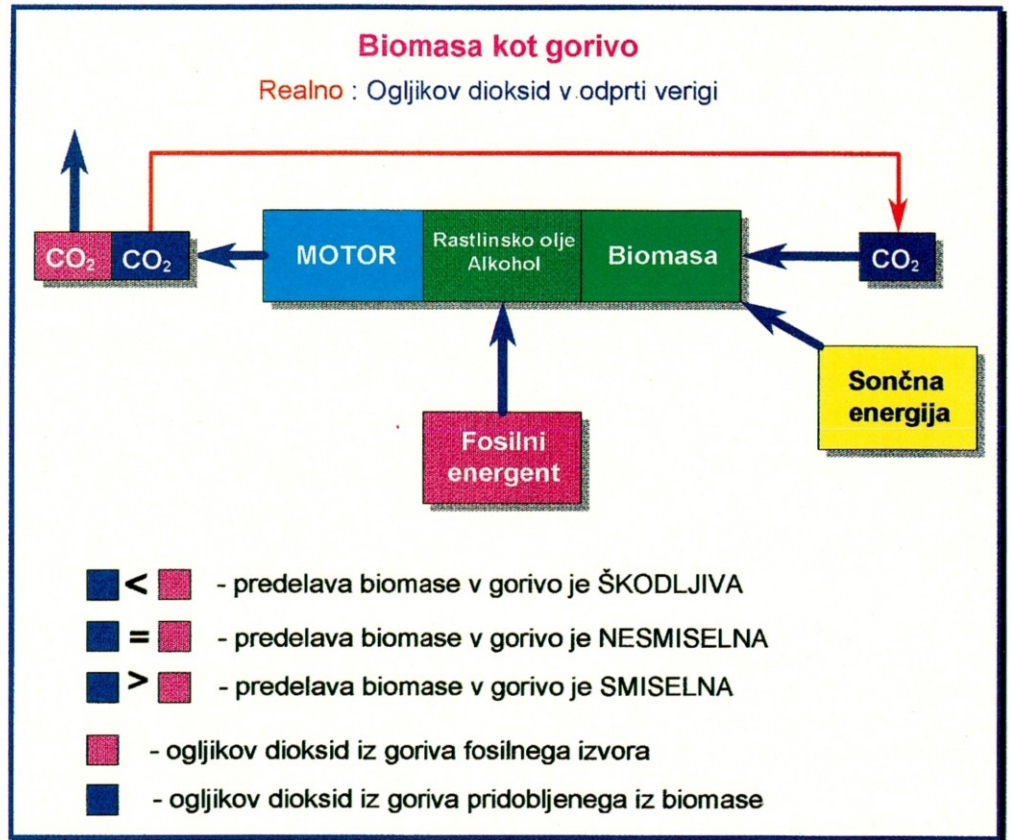 Biomasa kot gorivo
Realno : Ogljikov dioksid v odprti verigi
CO₂ CO₂
MOTOR
Rastlinsko olje
Alkohol
Biomasa
CO₂
Sončna
energija
Fosilni
energent
< - predelava biomase v gorivo je ŠKODLJIVA
= - predelava biomase v gorivo je NESMISELNA
> - predelava biomase v gorivo je SMISELNA
- ogljikov dioksid iz goriva fosilnega izvora
- ogljikov dioksid iz goriva pridobljenega iz biomase